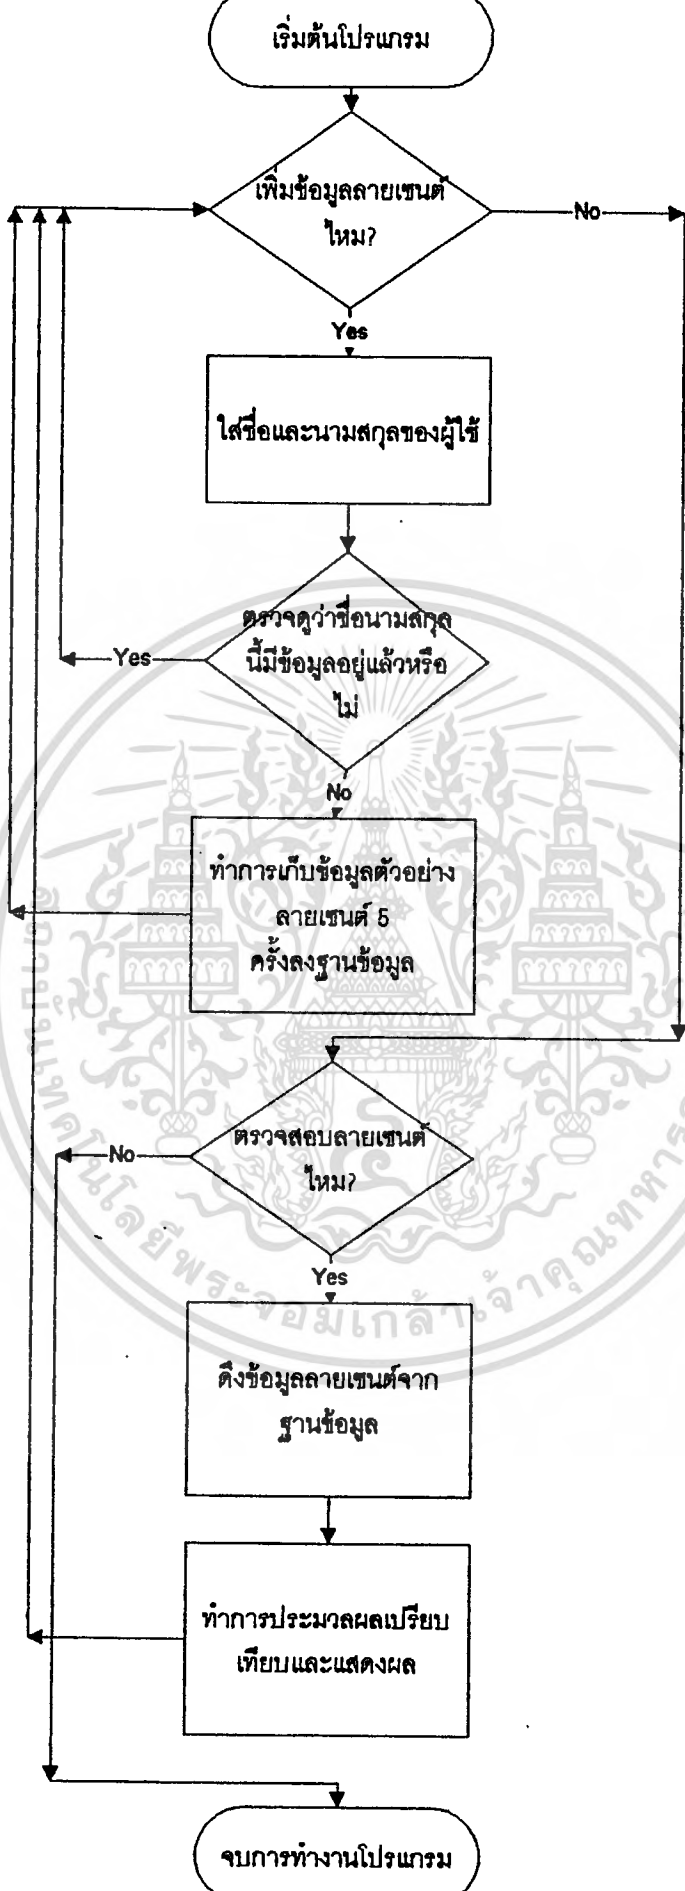 เริ่มต้นโปรแกรม
เพิ่มข้อมูลลายเซนต์
ไหม?
No
Yes
ใส่ชื่อและนามสกุลของผู้ใช้
ตรวจดูว่าชื่อนามสกุล
นี้มีข้อมูลอยู่แล้วหรือ
ไม่
Yes
No
ทำการเก็บข้อมูลตัวอย่าง
ลายเซนต์ 5
ครั้งลงฐานข้อมูล
ตรวจสอบลายเซนต์
ไหม?
No
Yes
ดึงข้อมูลลายเซนต์จาก
ฐานข้อมูล
ทำการประมวลผลเปรียบ
เทียบและแสดงผล
จบการทำงานโปรแกรม